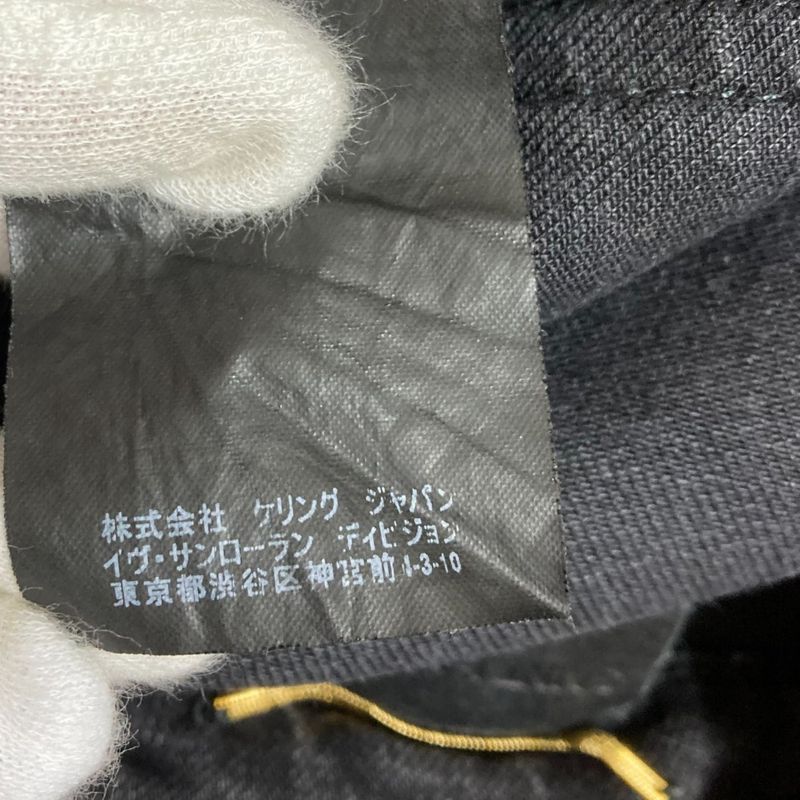 株式会社 ケリング ジャパン
イヴ・サンローラン ディビジョン
東京都渋谷区神宮前4-3-10